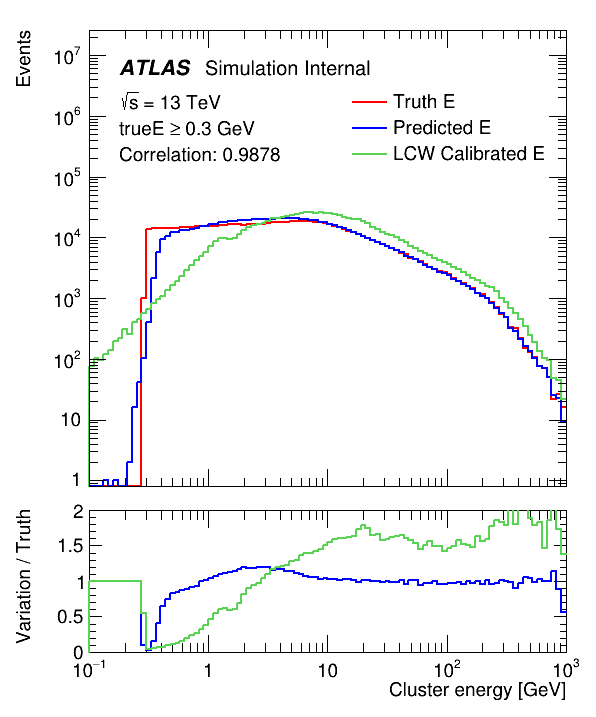 Events
10⁷
10⁶
10⁵
10⁴
10³
10²
10
1
ATLAS Simulation Internal
√s = 13 TeV
trueE ≥ 0.3 GeV
Correlation: 0.9878
Truth E
Predicted E
LCW Calibrated E
Variation / Truth
2
1.5
1
0.5
0
10⁻¹ 1 10 10² 10³
Cluster energy [GeV]